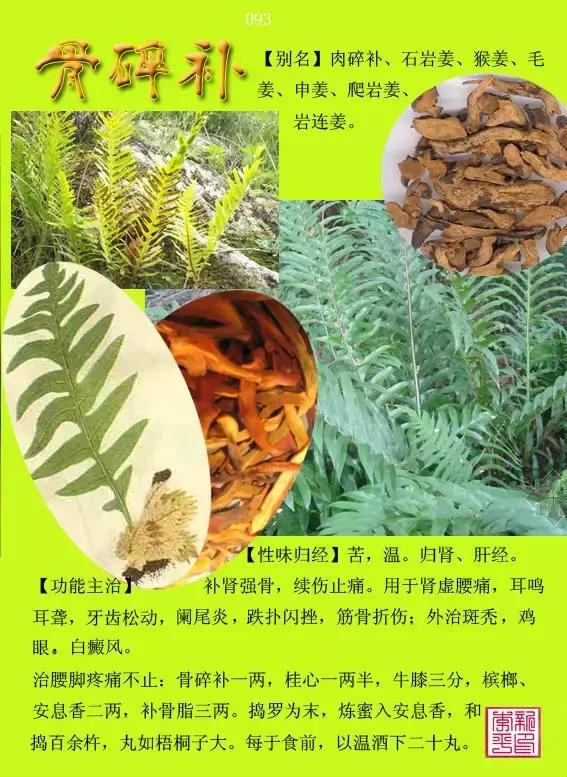 093
骨碎补
【别名】肉碎补、石岩姜、猴姜、毛
姜、申姜、爬岩姜、
岩连姜。
【性味归经】苦，温。归肾、肝经。
【功能主治】 补肾强骨，续伤止痛。用于肾虚腰痛，耳鸣
耳聋，牙齿松动，阑尾炎，跌扑闪挫，筋骨折伤；外治斑秃，鸡
眼。白癜风。
治腰脚疼痛不止：骨碎补一两，桂心一两半，牛膝三分，槟榔、
安息香二两，补骨脂三两。捣罗为末，炼蜜入安息香，和
捣百余杵，丸如梧桐子大。每于食前，以温酒下二十丸。